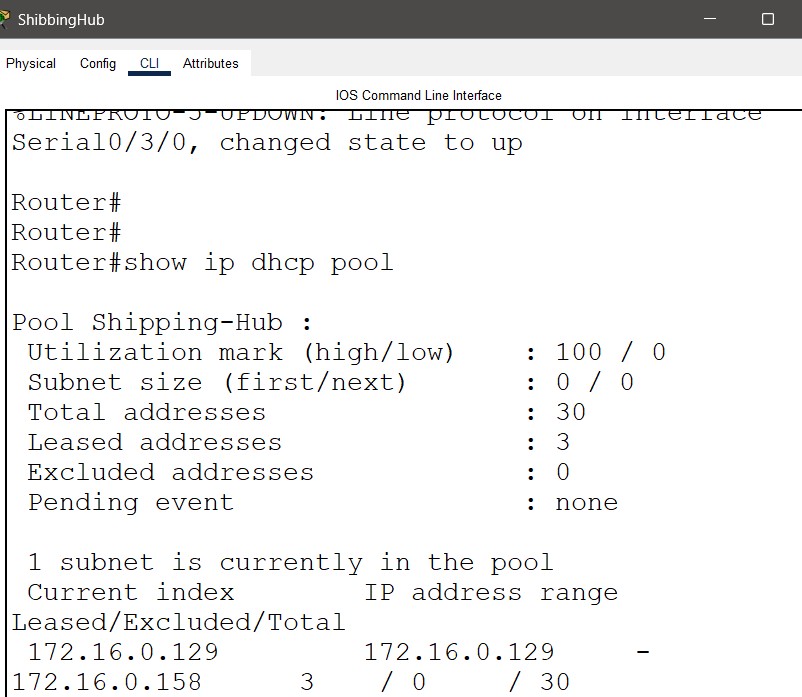 ShibbingHub
Physical Config CLI Attributes
IOS Command Line Interface
%LINEPROTO-5-UPDOWN: Line protocol on Interface
Serial0/3/0, changed state to up
Router#
Router#
Router#show ip dhcp pool
Pool Shipping-Hub :
Utilization mark (high/low) : 100 / 0
Subnet size (first/next) : 0 / 0
Total addresses : 30
Leased addresses : 3
Excluded addresses : 0
Pending event : none
1 subnet is currently in the pool
Current index IP address range
Leased/Excluded/Total
172.16.0.129 172.16.0.129 -
172.16.0.158 3 / 0 / 30